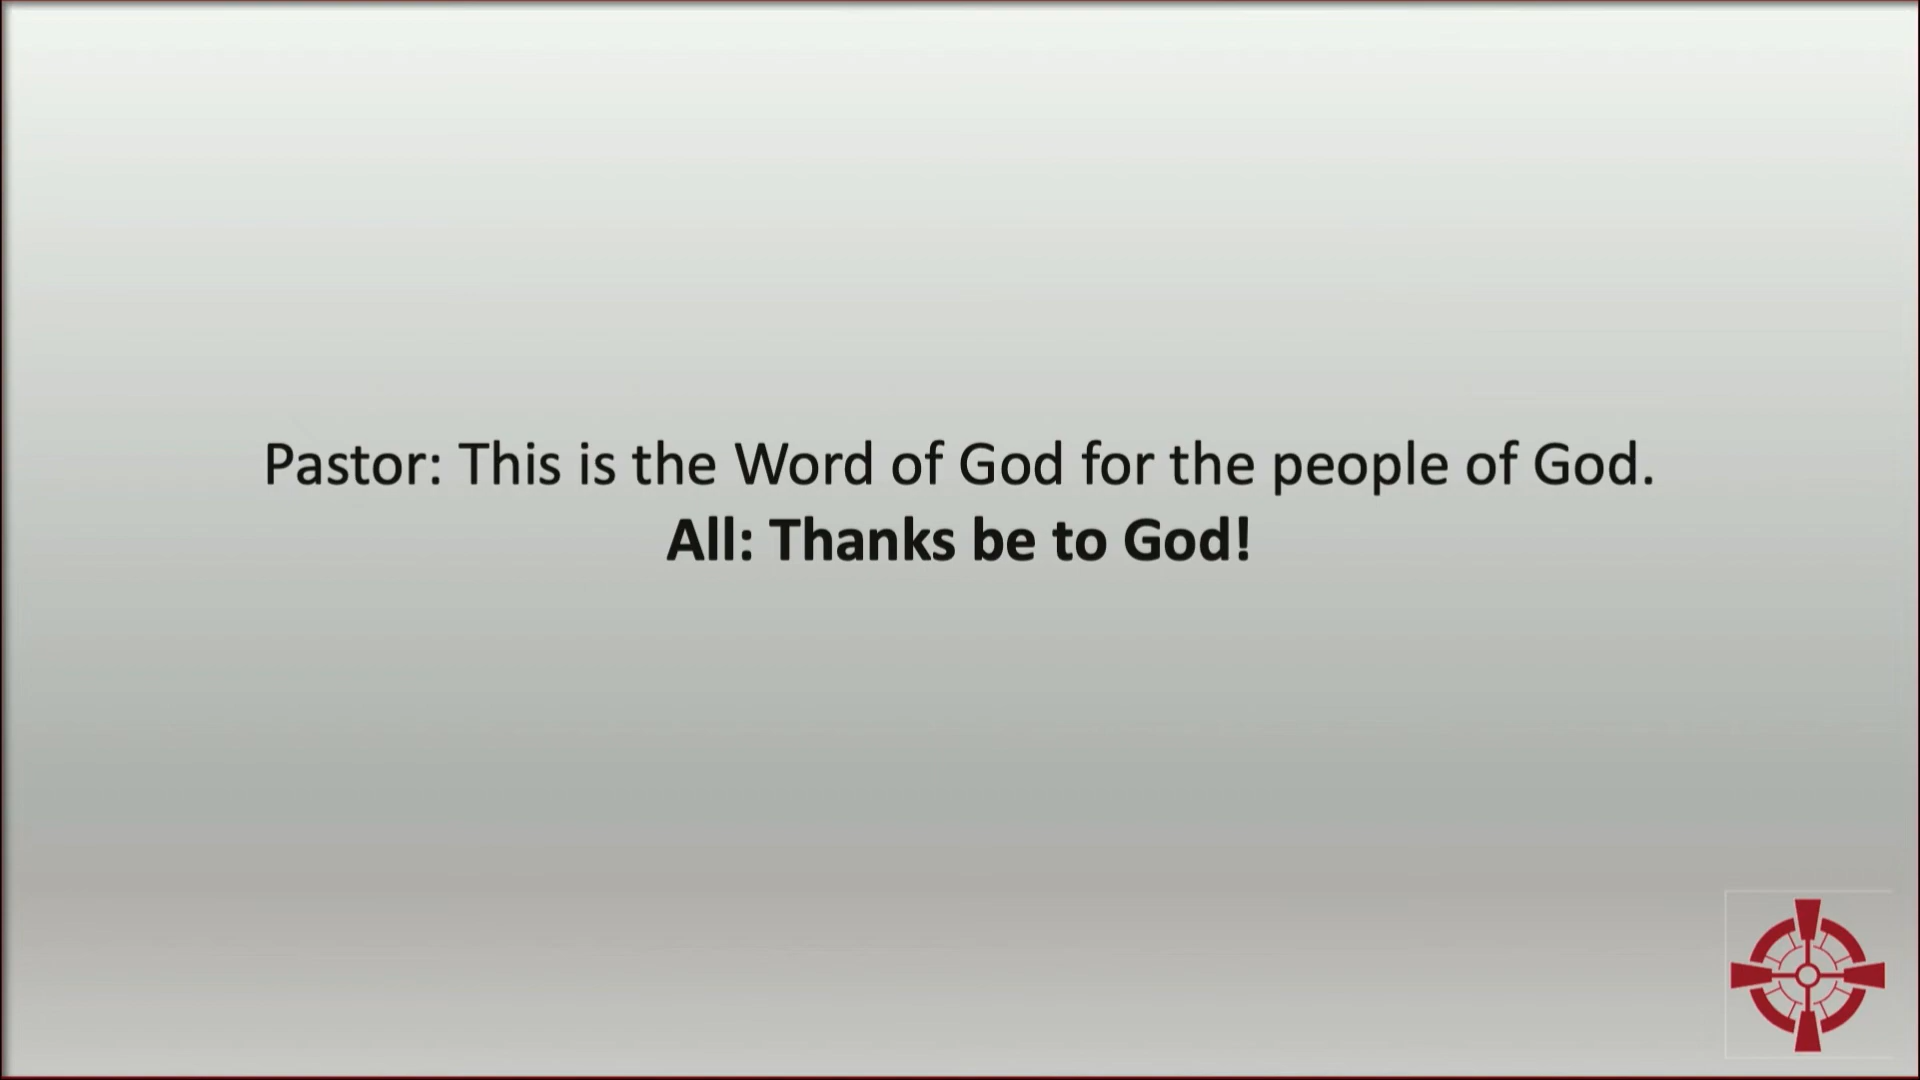 Pastor: This is the Word of God for the people of God.
All: Thanks be to God!